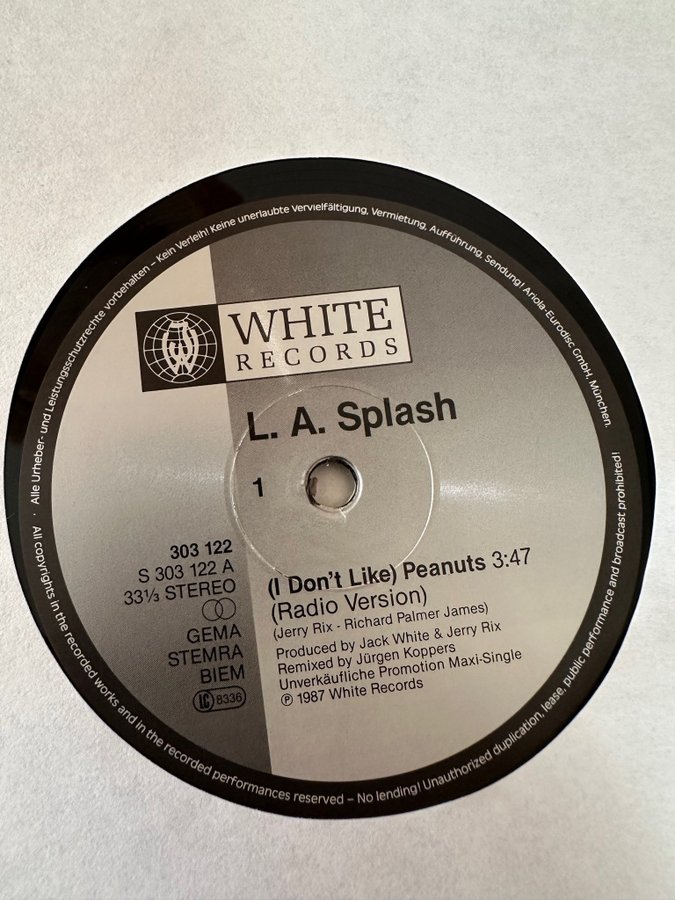 WHITE
RECORDS
L. A. Splash
1
303 122
S 303 122 A
33⅓ STEREO
GEMA
STEMRA
BIEM
LC 8336
(I Don't Like) Peanuts 3:47
(Radio Version)
(Jerry Rix - Richard Palmer James)
Produced by Jack White & Jerry Rix
Remixed by Jürgen Koppers
Unverkäufliche Promotion Maxi-Single
℗ 1987 White Records
Alle Urheber- und Leistungsschutzrechte vorbehalten – Kein Verleih! Keine unerlaubte Vervielfältigung, Vermietung, Aufführung, Sendung! Ariola-Eurodisc GmbH, München.
· All copyrights in the recorded works and in the recorded performances reserved – No lending! Unauthorized duplication, lease, public performance and broadcast prohibited!